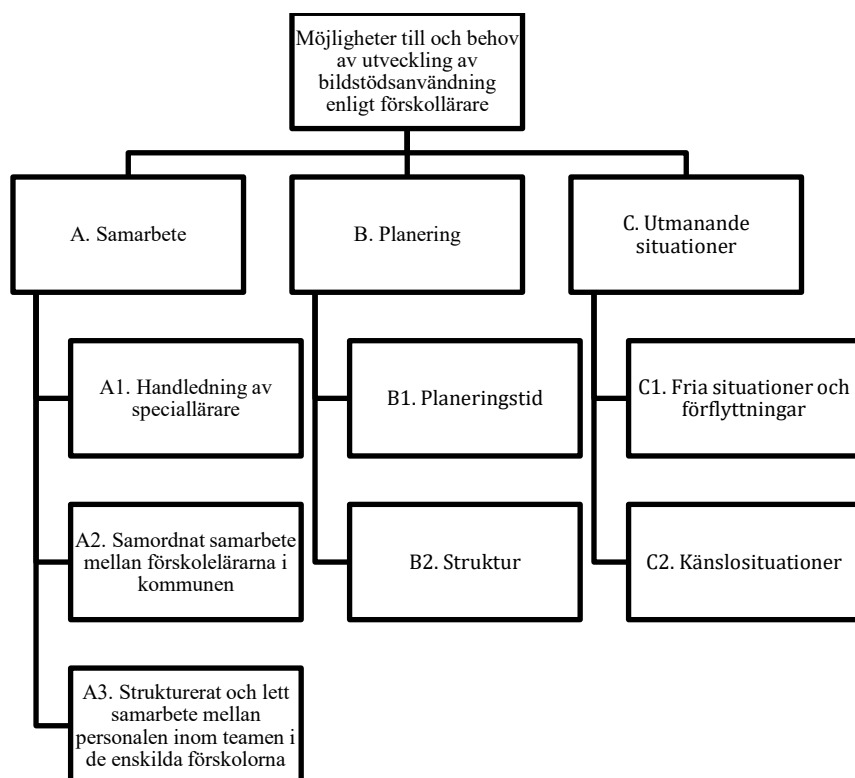 Möjligheter till och behov
av utveckling av
bildstödsanvändning
enligt förskollärare
A. Samarbete
B. Planering
C. Utmanande
situationer
A1. Handledning av
speciallärare
B1. Planeringstid
C1. Fria situationer och
förflyttningar
A2. Samordnat samarbete
mellan förskolelärarna i
kommunen
B2. Struktur
C2. Känslosituationer
A3. Strukturerat och lett
samarbete mellan
personalen inom teamen i
de enskilda förskolorna